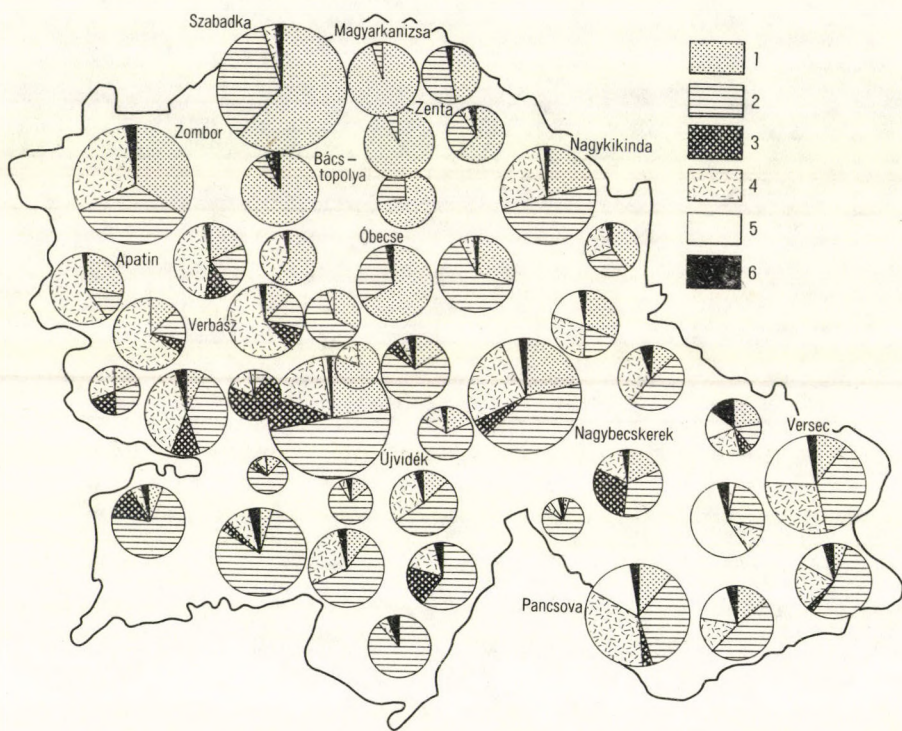 Szabadka
Magyarkanizsa
Zenta
Zombor
Bács-
topolya
Nagykikinda
Óbecse
Apatin
Verbász
Nagybecskerek
Versec
Újvidék
Pancsova
1
2
3
4
5
6